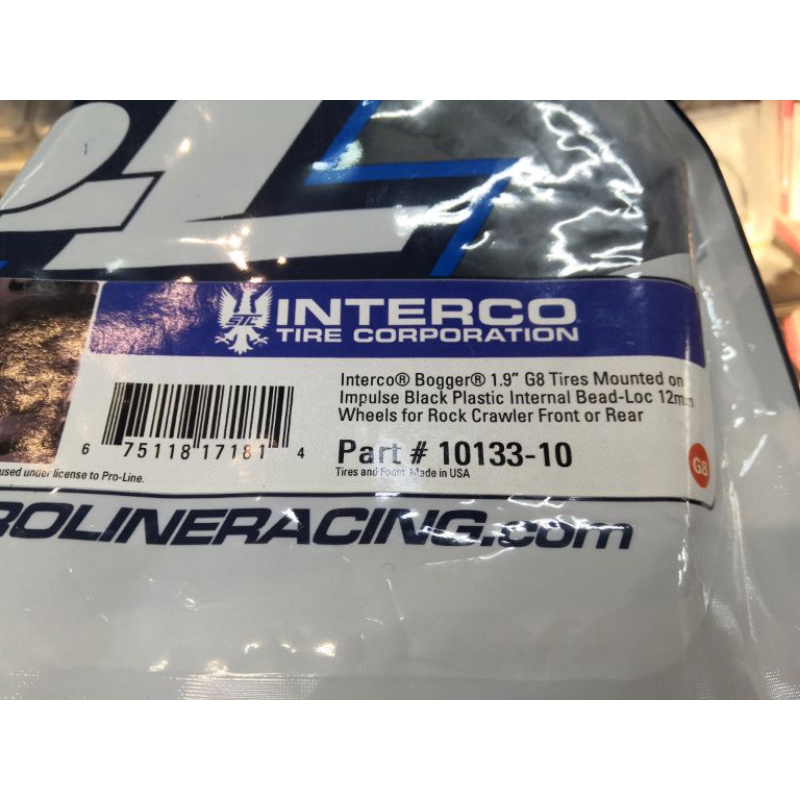 STC
INTERCO
TIRE CORPORATION
Interco® Bogger® 1.9" G8 Tires Mounted on
Impulse Black Plastic Internal Bead-Loc 12mm
Wheels for Rock Crawler Front or Rear
6 75118 17181 4
Part # 10133-10
Tires and Foam Made in USA
G8
used under license to Pro-Line.
ROLINERACING.com